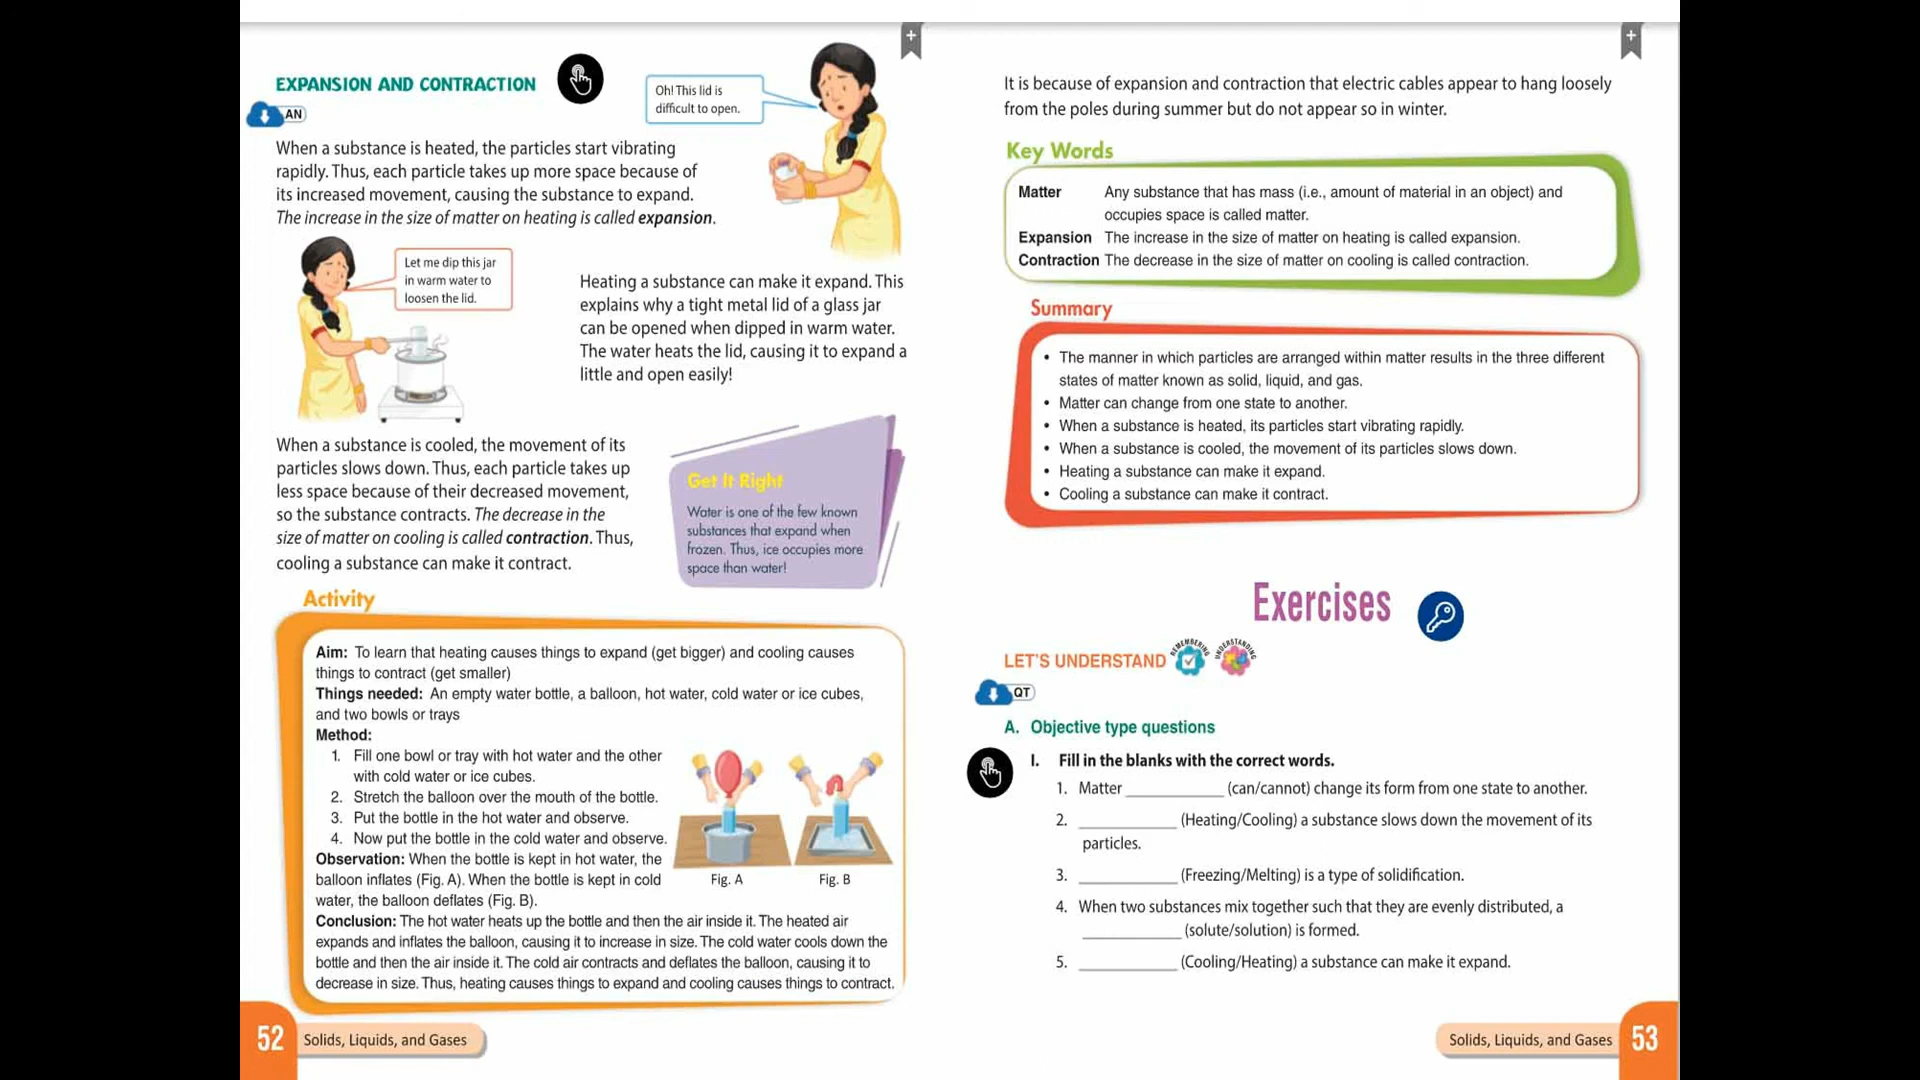 EXPANSION AND CONTRACTION
AN
Oh! This lid is
difficult to open.
When a substance is heated, the particles start vibrating
rapidly. Thus, each particle takes up more space because of
its increased movement, causing the substance to expand.
The increase in the size of matter on heating is called expansion.
Let me dip this jar
in warm water to
loosen the lid.
Heating a substance can make it expand. This
explains why a tight metal lid of a glass jar
can be opened when dipped in warm water.
The water heats the lid, causing it to expand a
little and open easily!
When a substance is cooled, the movement of its
particles slows down. Thus, each particle takes up
less space because of their decreased movement,
so the substance contracts. The decrease in the
size of matter on cooling is called contraction. Thus,
cooling a substance can make it contract.
Get It Right
Water is one of the few known
substances that expand when
frozen. Thus, ice occupies more
space than water!
Activity
Aim: To learn that heating causes things to expand (get bigger) and cooling causes
things to contract (get smaller)
Things needed: An empty water bottle, a balloon, hot water, cold water or ice cubes,
and two bowls or trays
Method:
1. Fill one bowl or tray with hot water and the other
with cold water or ice cubes.
2. Stretch the balloon over the mouth of the bottle.
3. Put the bottle in the hot water and observe.
4. Now put the bottle in the cold water and observe.
Observation: When the bottle is kept in hot water, the
balloon inflates (Fig. A). When the bottle is kept in cold
water, the balloon deflates (Fig. B).
Fig. A
Fig. B
Conclusion: The hot water heats up the bottle and then the air inside it. The heated air
expands and inflates the balloon, causing it to increase in size. The cold water cools down the
bottle and then the air inside it. The cold air contracts and deflates the balloon, causing it to
decrease in size. Thus, heating causes things to expand and cooling causes things to contract.
52
Solids, Liquids, and Gases
It is because of expansion and contraction that electric cables appear to hang loosely
from the poles during summer but do not appear so in winter.
Key Words
Matter Any substance that has mass (i.e., amount of material in an object) and
occupies space is called matter.
Expansion The increase in the size of matter on heating is called expansion.
Contraction The decrease in the size of matter on cooling is called contraction.
Summary
• The manner in which particles are arranged within matter results in the three different
states of matter known as solid, liquid, and gas.
• Matter can change from one state to another.
• When a substance is heated, its particles start vibrating rapidly.
• When a substance is cooled, the movement of its particles slows down.
• Heating a substance can make it expand.
• Cooling a substance can make it contract.
Exercises
LET'S UNDERSTAND
REMEMBERING
UNDERSTANDING
QT
A. Objective type questions
I. Fill in the blanks with the correct words.
1. Matter ____________ (can/cannot) change its form from one state to another.
2. ____________ (Heating/Cooling) a substance slows down the movement of its
particles.
3. ____________ (Freezing/Melting) is a type of solidification.
4. When two substances mix together such that they are evenly distributed, a
____________ (solute/solution) is formed.
5. ____________ (Cooling/Heating) a substance can make it expand.
Solids, Liquids, and Gases
53